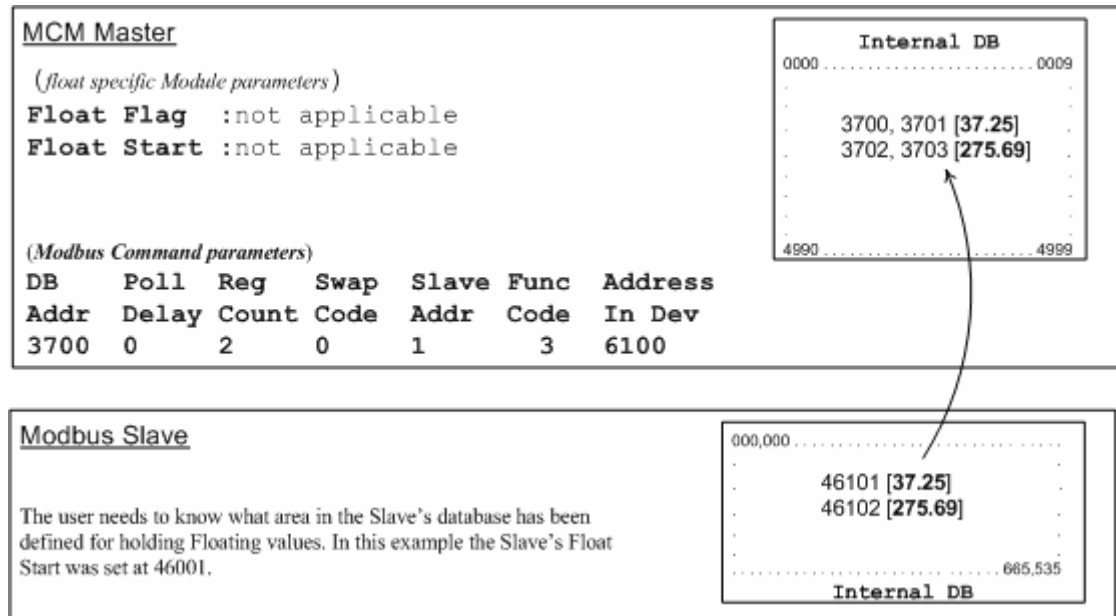 MCM Master
(float specific Module parameters)
Float Flag :not applicable
Float Start :not applicable
(Modbus Command parameters)
DB Poll Reg Swap Slave Func Address
Addr Delay Count Code Addr Code In Dev
3700 0 2 0 1 3 6100
Internal DB
0000 0009
3700, 3701 [37.25]
3702, 3703 [275.69]
4990 4999
Modbus Slave
The user needs to know what area in the Slave's database has been
defined for holding Floating values. In this example the Slave's Float
Start was set at 46001.
000,000
46101 [37.25]
46102 [275.69]
665,535
Internal DB